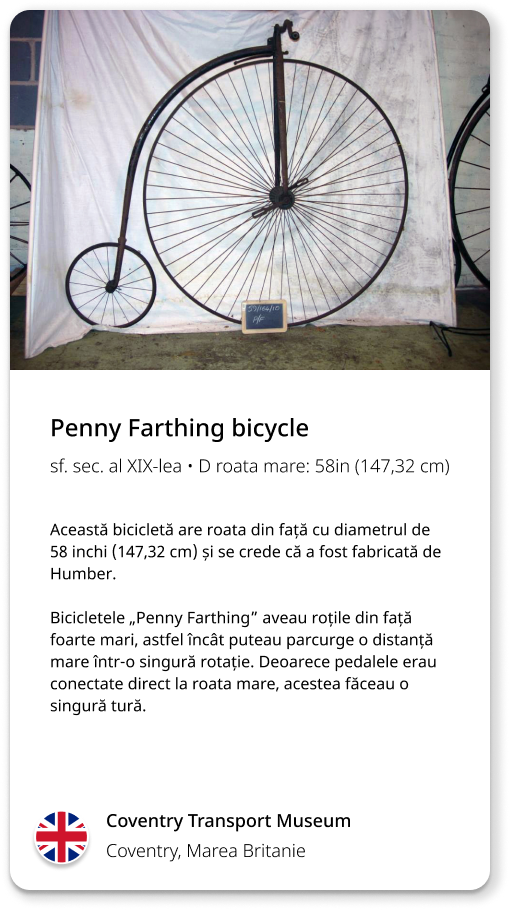 Penny Farthing bicycle
sf. sec. al XIX-lea • D roata mare: 58in (147,32 cm)
Această bicicletă are roata din față cu diametrul de
58 inchi (147,32 cm) și se crede că a fost fabricată de
Humber.
Bicicletele „Penny Farthing” aveau roțile din față
foarte mari, astfel încât puteau parcurge o distanță
mare într-o singură rotație. Deoarece pedalele erau
conectate direct la roata mare, acestea făceau o
singură tură.
Coventry Transport Museum
Coventry, Marea Britanie